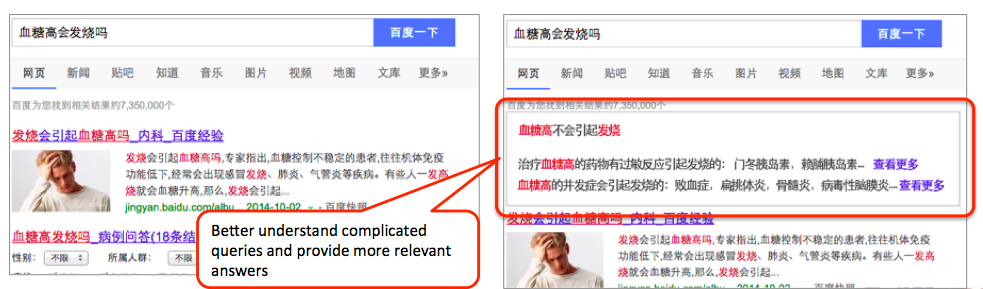 血糖高会发烧吗
百度一下
网页 新闻 贴吧 知道 音乐 图片 视频 地图 文库 更多»
百度为您找到相关结果约7,350,000个
发烧会引起血糖高吗_内科_百度经验
发烧会引起血糖高吗,专家指出,血糖控制不稳定的患者,往往机体免疫
功能低下,经常会出现感冒发烧、肺炎、气管炎等疾病。有些人一发高
烧就会血糖升高,那么,发烧会引起...
jingyan.baidu.com/albu... 2014-10-02 - 百度快照
血糖高发烧吗_病例问答(18条结
性别: 不限 所属人群: 不限
Better understand complicated
queries and provide more relevant
answers
血糖高会发烧吗
百度一下
网页 新闻 贴吧 知道 音乐 图片 视频 地图 文库 更多»
百度为您找到相关结果约7,350,000个
血糖高不会引起发烧
治疗血糖高的药物有过敏反应引起发烧的: 门冬胰岛素, 赖脯胰岛素... 查看更多
血糖高的并发症会引起发烧的: 败血症, 扁挑体炎, 骨髓炎, 病毒性脑膜炎... 查看更多
发烧会引起血糖高吗_内科_百度经验
发烧会引起血糖高吗,专家指出,血糖控制不稳定的患者,往往机体免疫
功能低下,经常会出现感冒发烧、肺炎、气管炎等疾病。有些人一发高
烧就会血糖升高,那么,发烧会引起...